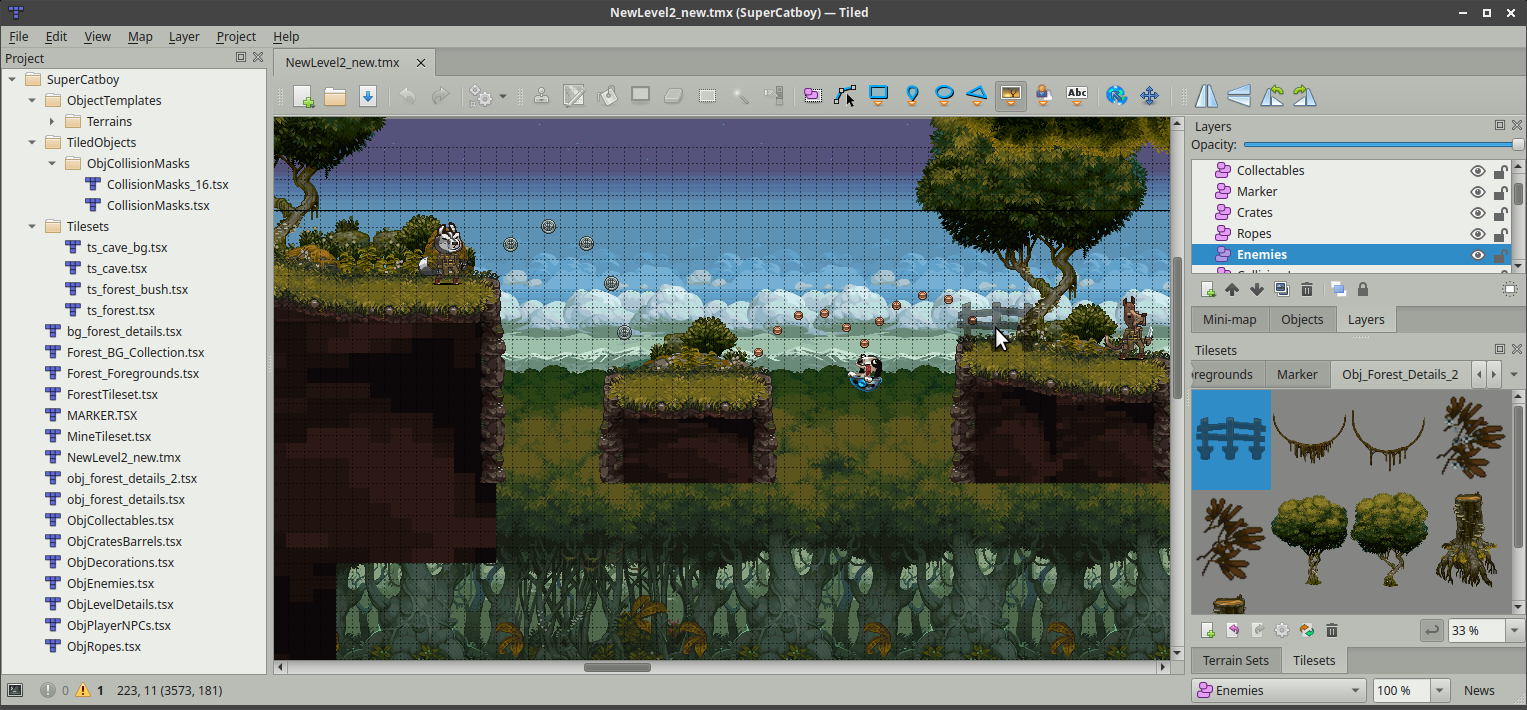 NewLevel2_new.tmx (SuperCatboy) — Tiled
File Edit View Map Layer Project Help
Project
SuperCatboy
ObjectTemplates
Terrains
TiledObjects
ObjCollisionMasks
CollisionMasks_16.tsx
CollisionMasks.tsx
Tilesets
ts_cave_bg.tsx
ts_cave.tsx
ts_forest_bush.tsx
ts_forest.tsx
bg_forest_details.tsx
Forest_BG_Collection.tsx
Forest_Foregrounds.tsx
ForestTileset.tsx
MARKER.TSX
MineTileset.tsx
NewLevel2_new.tmx
obj_forest_details_2.tsx
obj_forest_details.tsx
ObjCollectables.tsx
ObjCratesBarrels.tsx
ObjDecorations.tsx
ObjEnemies.tsx
ObjLevelDetails.tsx
ObjPlayerNPCs.tsx
ObjRopes.tsx
NewLevel2_new.tmx
Abc
Layers
Opacity:
Collectables
Marker
Crates
Ropes
Enemies
Mini-map Objects Layers
Tilesets
regrounds Marker Obj_Forest_Details_2
33 %
Terrain Sets Tilesets
0 1 223, 11 (3573, 181)
Enemies 100 % News